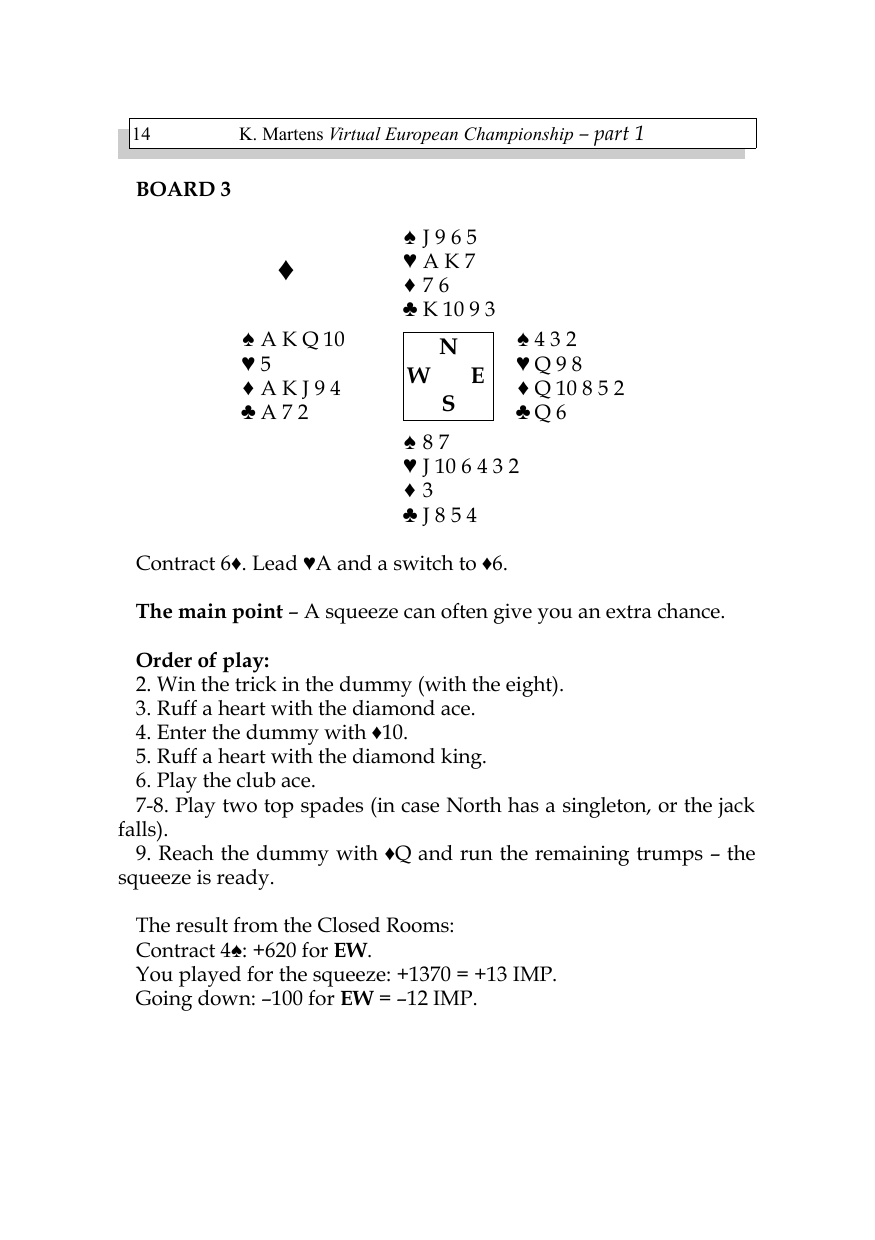 14 K. Martens Virtual European Championship – part 1
BOARD 3
♠ J 9 6 5
♦ ♥ A K 7
♦ 7 6
♣ K 10 9 3
♠ A K Q 10 N ♠ 4 3 2
♥ 5 W E ♥ Q 9 8
♦ A K J 9 4 ♦ Q 10 8 5 2
♣ A 7 2 S ♣ Q 6
♠ 8 7
♥ J 10 6 4 3 2
♦ 3
♣ J 8 5 4
Contract 6♦. Lead ♥A and a switch to ♦6.
The main point – A squeeze can often give you an extra chance.
Order of play:
2. Win the trick in the dummy (with the eight).
3. Ruff a heart with the diamond ace.
4. Enter the dummy with ♦10.
5. Ruff a heart with the diamond king.
6. Play the club ace.
7-8. Play two top spades (in case North has a singleton, or the jack
falls).
9. Reach the dummy with ♦Q and run the remaining trumps – the
squeeze is ready.
The result from the Closed Rooms:
Contract 4♠: +620 for EW.
You played for the squeeze: +1370 = +13 IMP.
Going down: –100 for EW = –12 IMP.